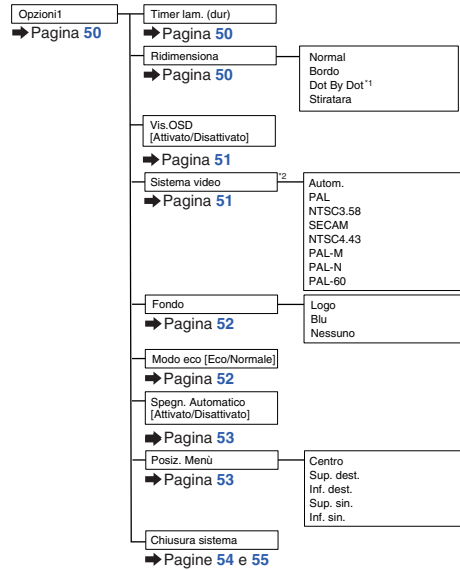 Opzioni1
➡Pagina 50
Timer lam. (dur)
➡Pagina 50
Ridimensiona
➡Pagina 50
Normal
Bordo
Dot By Dot*1
Stiratara
Vis.OSD
[Attivato/Disattivato]
➡Pagina 51
Sistema video
*2
➡Pagina 51
Autom.
PAL
NTSC3.58
SECAM
NTSC4.43
PAL-M
PAL-N
PAL-60
Fondo
➡Pagina 52
Logo
Blu
Nessuno
Modo eco [Eco/Normale]
➡Pagina 52
Spegn. Automatico
[Attivato/Disattivato]
➡Pagina 53
Posiz. Menù
➡Pagina 53
Centro
Sup. dest.
Inf. dest.
Sup. sin.
Inf. sin.
Chiusura sistema
➡Pagine 54 e 55